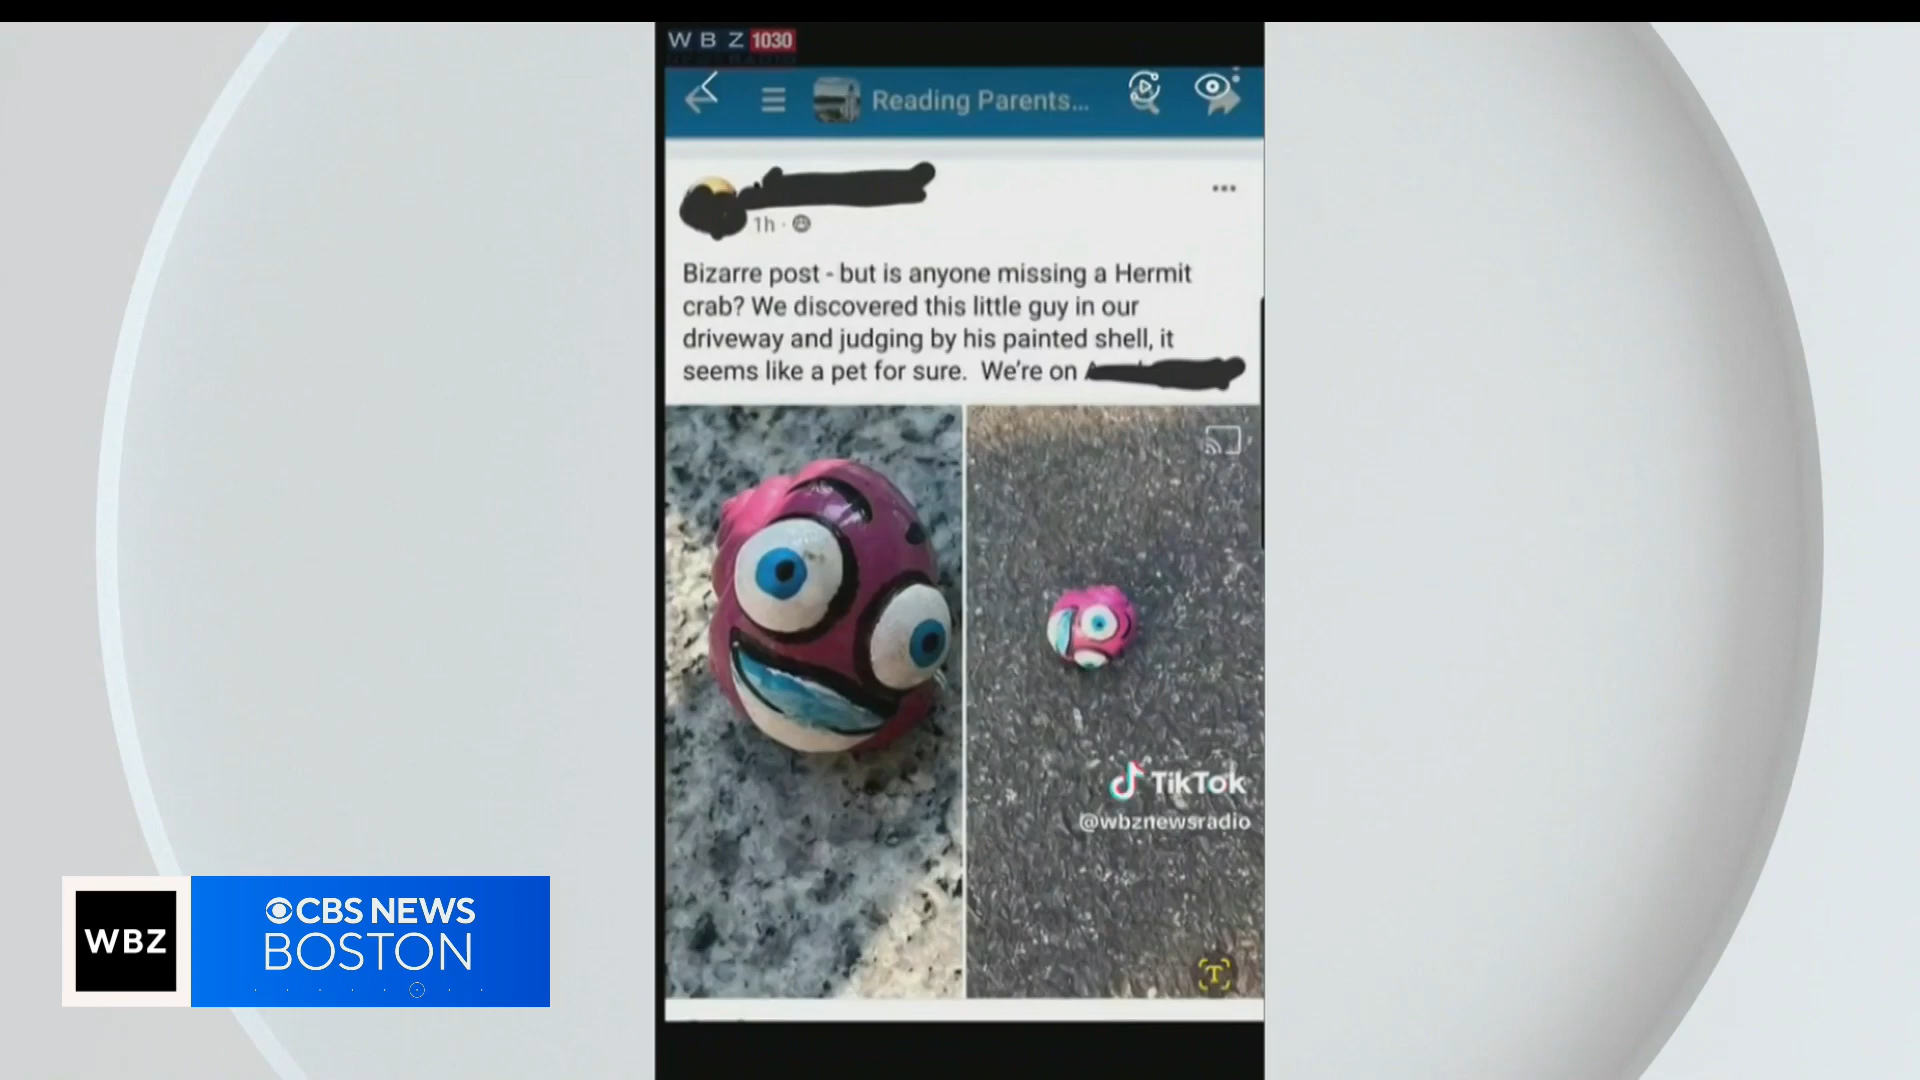 WBZ 1030
Reading Parents...
1h
Bizarre post - but is anyone missing a Hermit
crab? We discovered this little guy in our
driveway and judging by his painted shell, it
seems like a pet for sure. We're on
TikTok
@wbznewsradio
T
WBZ
CBS NEWS
BOSTON